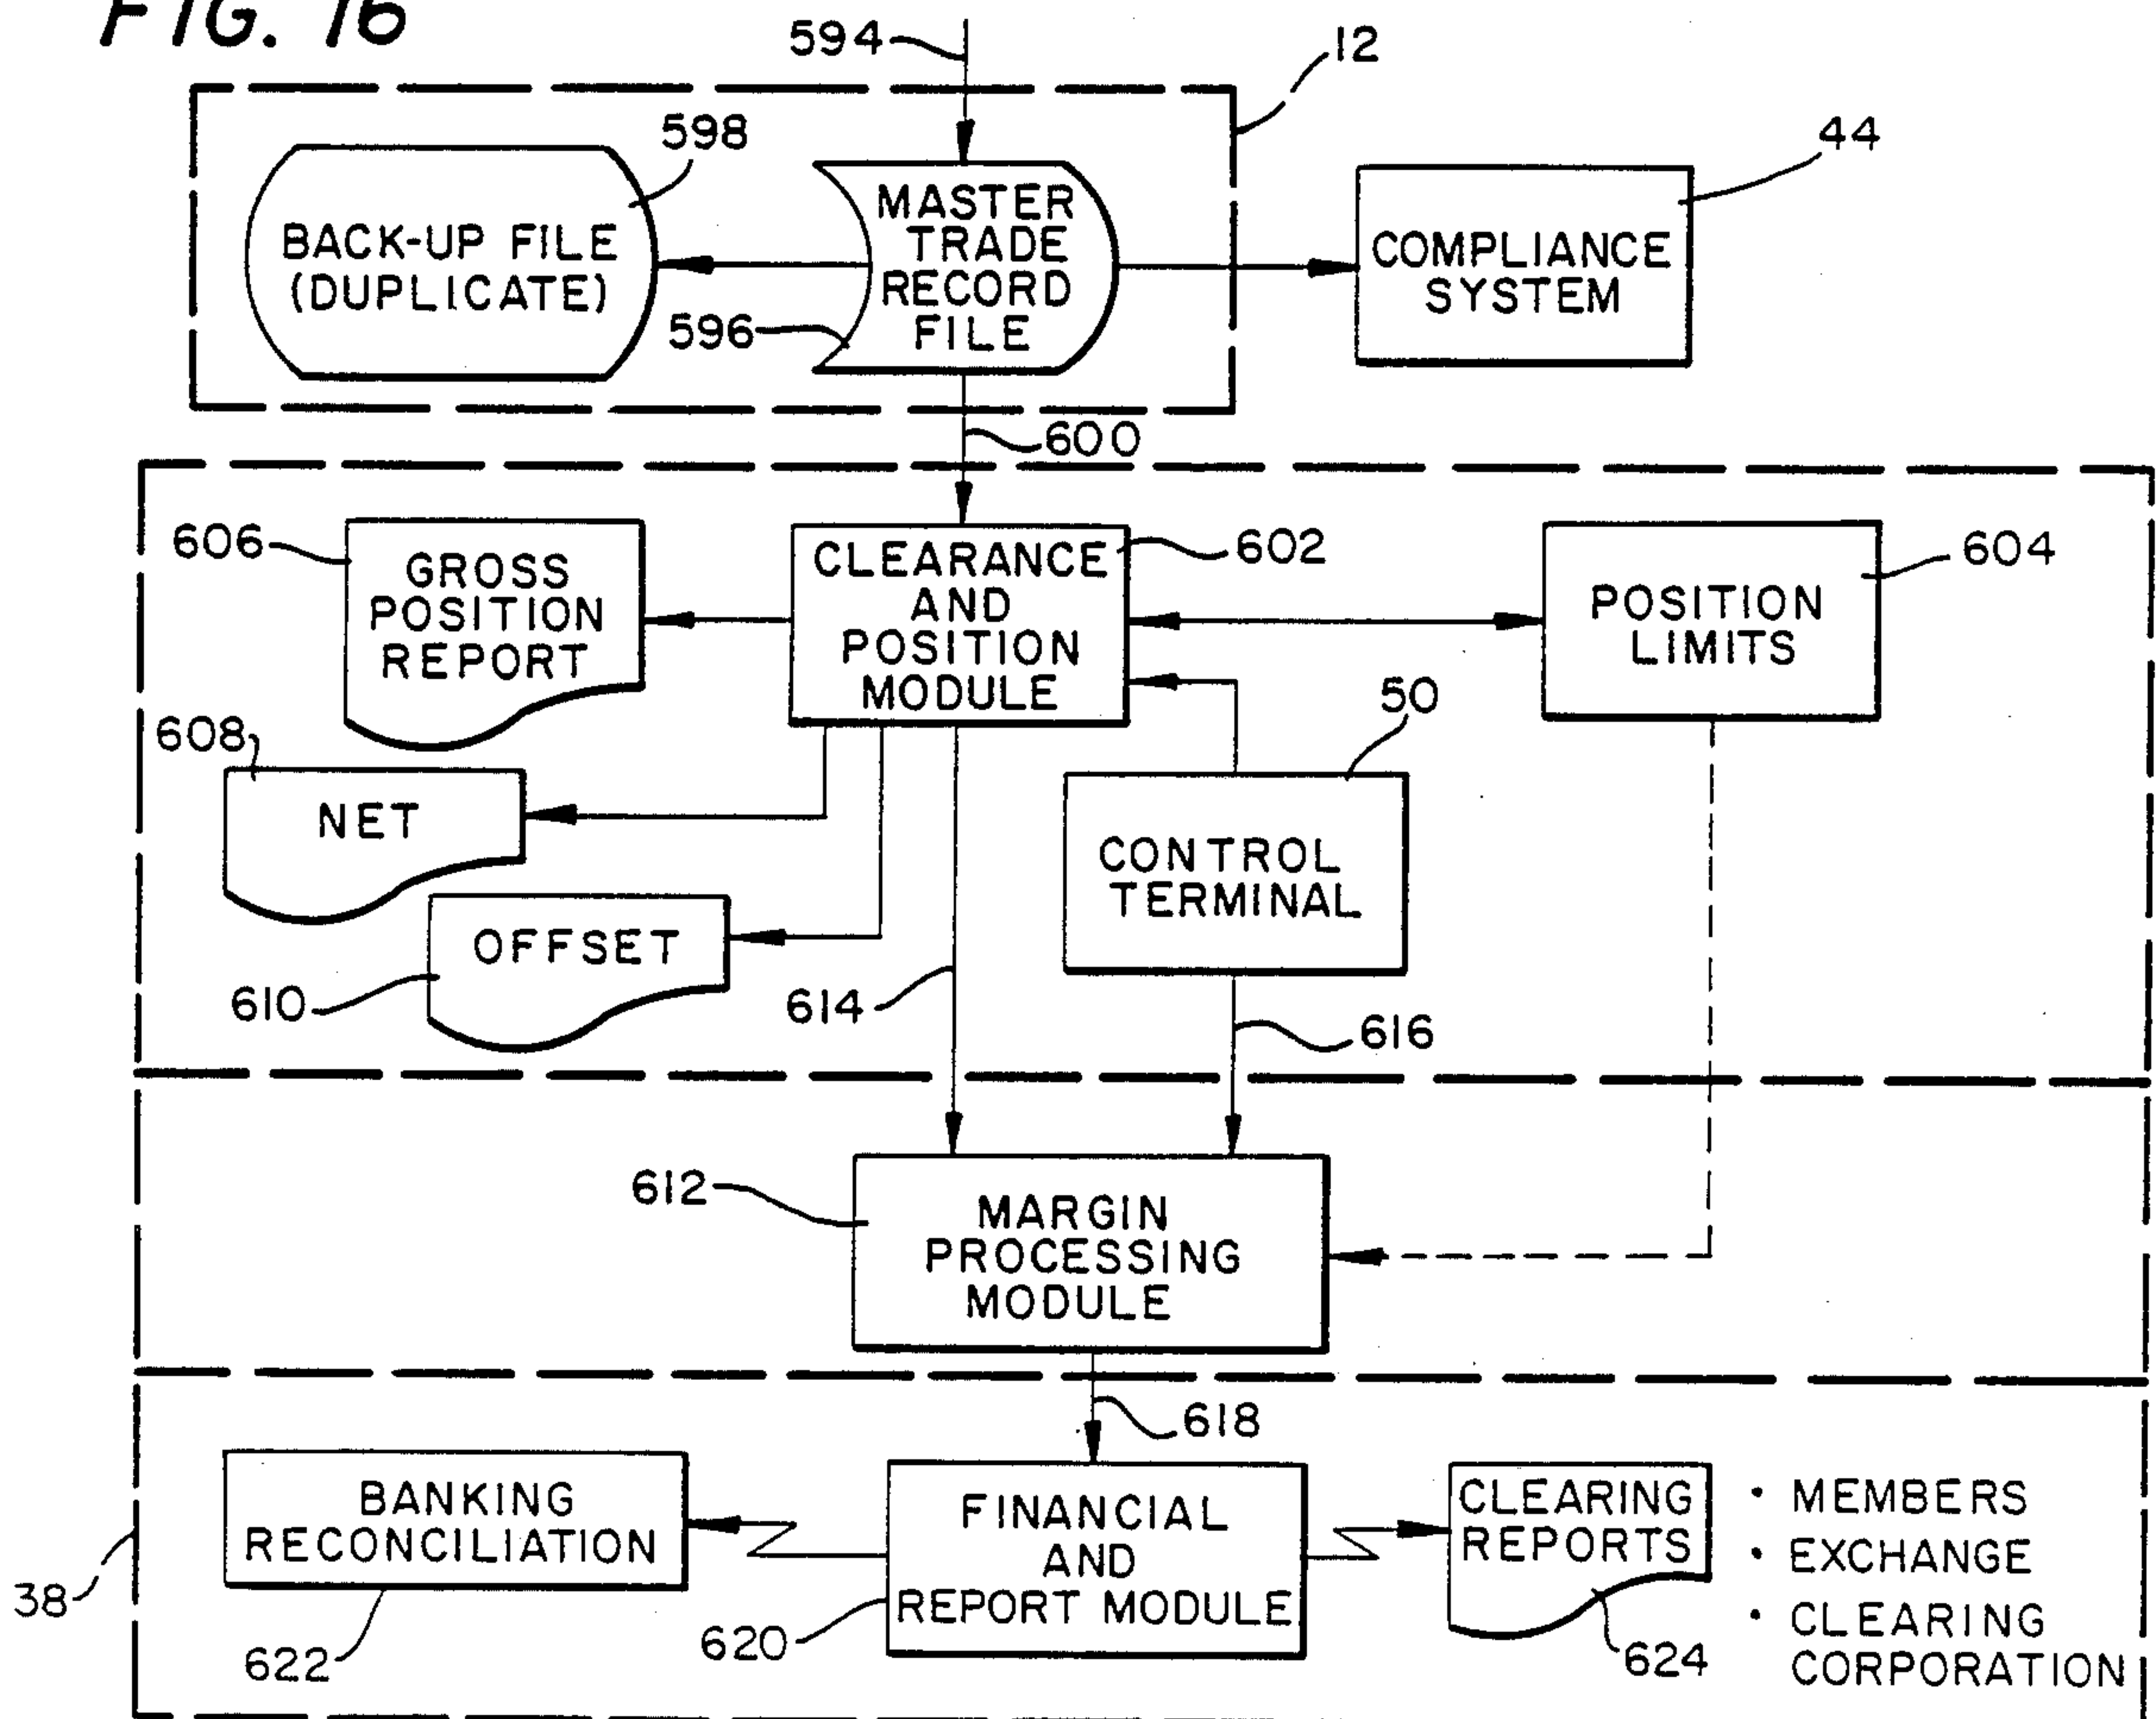 FIG. 16
594
12
598
44
BACK-UP FILE
(DUPLICATE)
MASTER
TRADE
RECORD
FILE
596
COMPLIANCE
SYSTEM
600
606
GROSS
POSITION
REPORT
CLEARANCE
AND
POSITION
MODULE
602
POSITION
LIMITS
604
608
NET
50
CONTROL
TERMINAL
OFFSET
610
614
616
612
MARGIN
PROCESSING
MODULE
618
BANKING
RECONCILIATION
FINANCIAL
AND
REPORT MODULE
CLEARING
REPORTS
• MEMBERS
• EXCHANGE
• CLEARING
CORPORATION
38
622
620
624